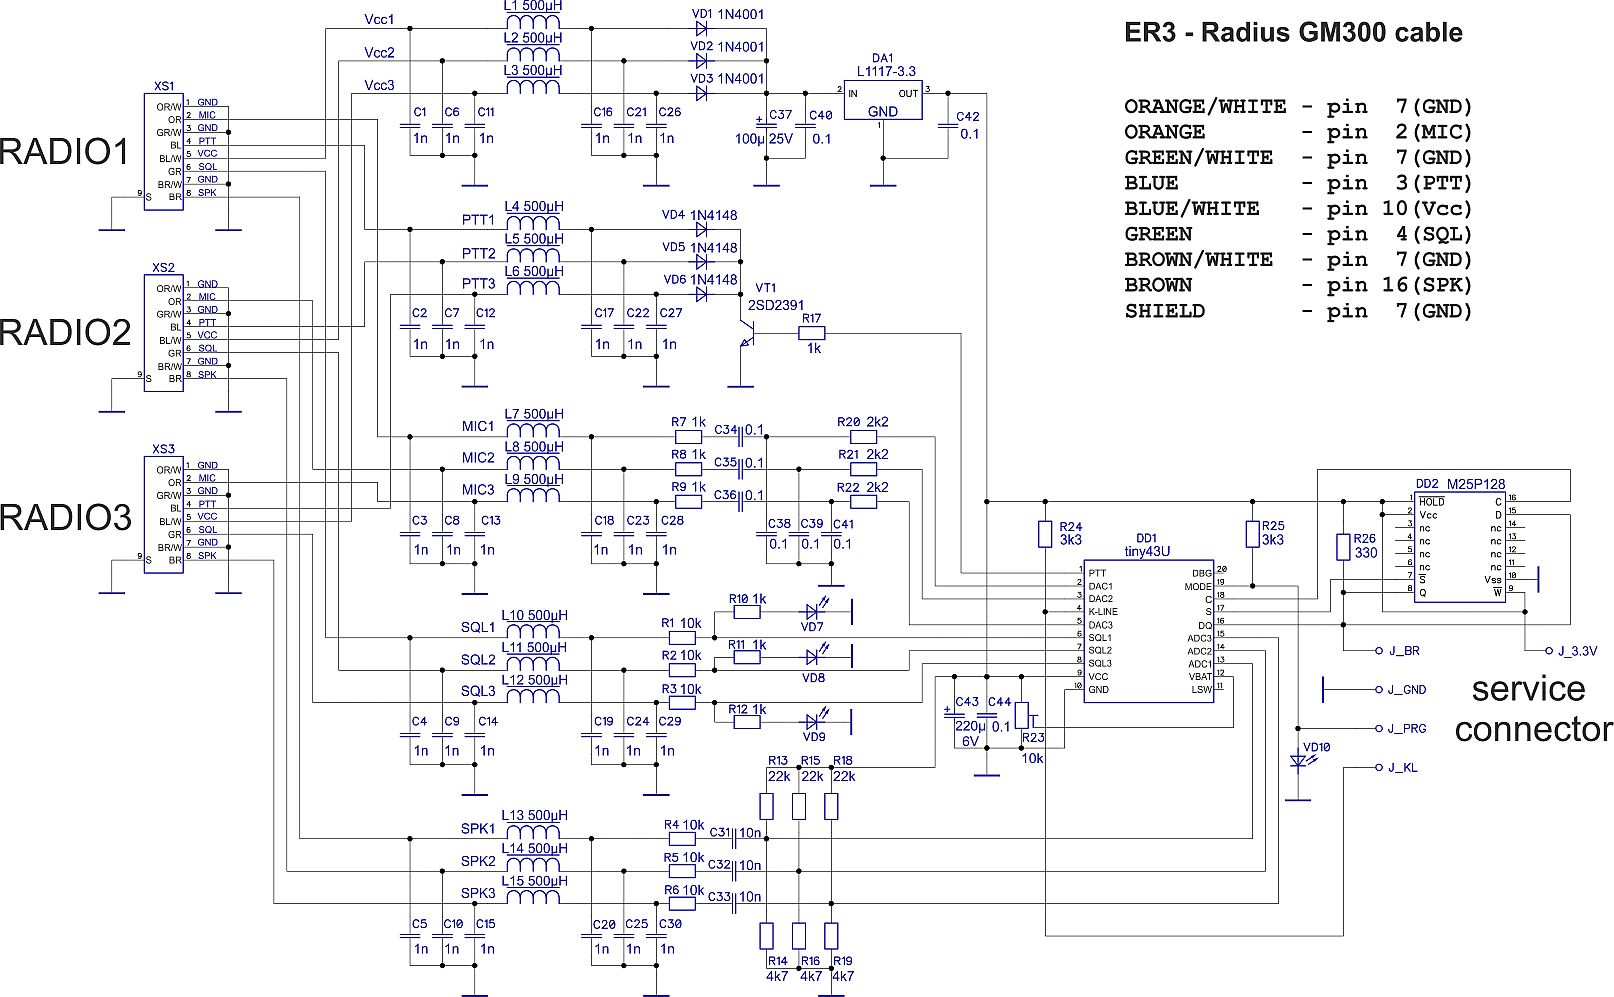 ER3 - Radius GM300 cable
ORANGE/WHITE - pin 7(GND)
ORANGE - pin 2(MIC)
GREEN/WHITE - pin 7(GND)
BLUE - pin 3(PTT)
BLUE/WHITE - pin 10(Vcc)
GREEN - pin 4(SQL)
BROWN/WHITE - pin 7(GND)
BROWN - pin 16(SPK)
SHIELD - pin 7(GND)
RADIO1
XS1
OR/W 1 GND
OR 2 MIC
GR/W 3 GND
BL 4 PTT
BL/W 5 VCC
GR 6 SQL
BR/W 7 GND
9 S BR 8 SPK
RADIO2
XS2
OR/W 1 GND
OR 2 MIC
GR/W 3 GND
BL 4 PTT
BL/W 5 VCC
GR 6 SQL
BR/W 7 GND
9 S BR 8 SPK
RADIO3
XS3
OR/W 1 GND
OR 2 MIC
GR/W 3 GND
BL 4 PTT
BL/W 5 VCC
GR 6 SQL
BR/W 7 GND
9 S BR 8 SPK
Vcc1 L1 500µH VD1 1N4001
Vcc2 L2 500µH VD2 1N4001
Vcc3 L3 500µH VD3 1N4001
C1 C6 C11 C16 C21 C26
1n 1n 1n 1n 1n 1n
+ C37 C40
100µ 25V 0.1
DA1
L1117-3.3
2 IN OUT 3
GND
1
C42
0.1
PTT1 L4 500µH VD4 1N4148
PTT2 L5 500µH VD5 1N4148
PTT3 L6 500µH VD6 1N4148
C2 C7 C12 C17 C22 C27
1n 1n 1n 1n 1n 1n
VT1
2SD2391
R17
1k
MIC1 L7 500µH R7 1k C34 0.1 R20 2k2
MIC2 L8 500µH R8 1k C35 0.1 R21 2k2
MIC3 L9 500µH R9 1k C36 0.1 R22 2k2
C3 C8 C13 C18 C23 C28 C38 C39 C41
1n 1n 1n 1n 1n 1n 0.1 0.1 0.1
SQL1 L10 500µH R1 10k R10 1k VD7
SQL2 L11 500µH R2 10k R11 1k VD8
SQL3 L12 500µH R3 10k R12 1k VD9
C4 C9 C14 C19 C24 C29
1n 1n 1n 1n 1n 1n
R13 R15 R18
22k 22k 22k
SPK1 L13 500µH R4 10k C31 10n
SPK2 L14 500µH R5 10k C32 10n
SPK3 L15 500µH R6 10k C33 10n
C5 C10 C15 C20 C25 C30
1n 1n 1n 1n 1n 1n
R14 R16 R19
4k7 4k7 4k7
+ C43 C44
220µ 0.1
6V
R23
10k
R24
3k3
R25
3k3
R26
330
DD1
tiny43U
1 PTT DBG 20
2 DAC1 MODE 19
3 DAC2 C 18
4 K-LINE S 17
5 DAC3 DQ 16
6 SQL1 ADC3 15
7 SQL2 ADC2 14
8 SQL3 ADC1 13
9 VCC VBAT 12
10 GND LSW 11
DD2 M25P128
1 HOLD C 16
2 Vcc D 15
3 nc nc 14
4 nc nc 13
5 nc nc 12
6 nc nc 11
7 S Vss 10
8 Q W 9
J_BR
J_3.3V
J_GND
J_PRG
J_KL
VD10
service
connector